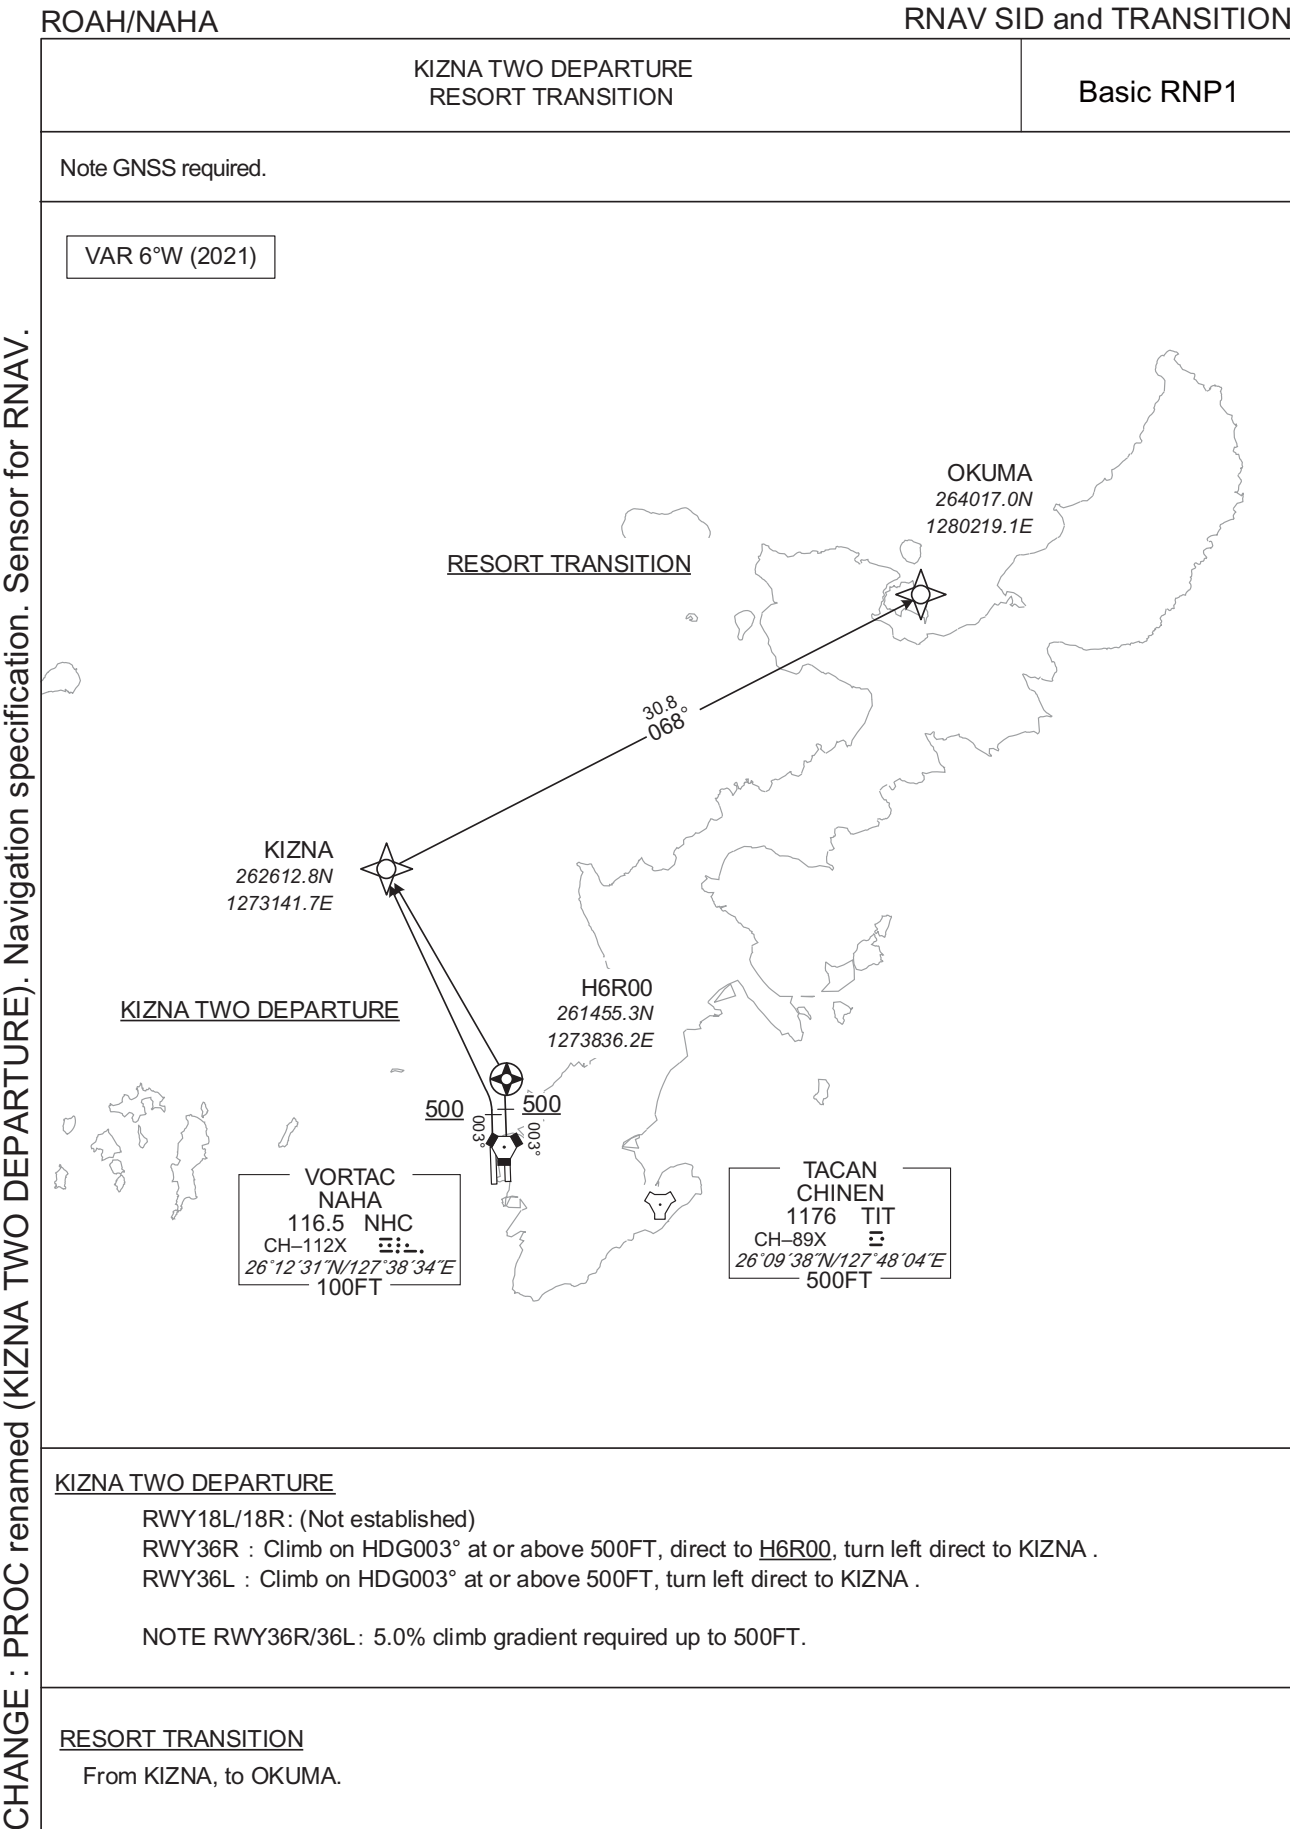 ROAH/NAHA
RNAV SID and TRANSITION
KIZNA TWO DEPARTURE
RESORT TRANSITION
Basic RNP1
Note GNSS required.
VAR 6°W (2021)
CHANGE : PROC renamed (KIZNA TWO DEPARTURE). Navigation specification. Sensor for RNAV.
OKUMA
264017.0N
1280219.1E
RESORT TRANSITION
30.8
068°
KIZNA
262612.8N
1273141.7E
H6R00
261455.3N
1273836.2E
KIZNA TWO DEPARTURE
500
500
003°
003°
VORTAC
NAHA
116.5 NHC
CH–112X
26°12´31˝N/127°38´34˝E
100FT
TACAN
CHINEN
1176 TIT
CH–89X
26°09´38˝N/127°48´04˝E
500FT
KIZNA TWO DEPARTURE
RWY18L/18R: (Not established)
RWY36R : Climb on HDG003° at or above 500FT, direct to H6R00, turn left direct to KIZNA .
RWY36L : Climb on HDG003° at or above 500FT, turn left direct to KIZNA .
NOTE RWY36R/36L: 5.0% climb gradient required up to 500FT.
RESORT TRANSITION
From KIZNA, to OKUMA.